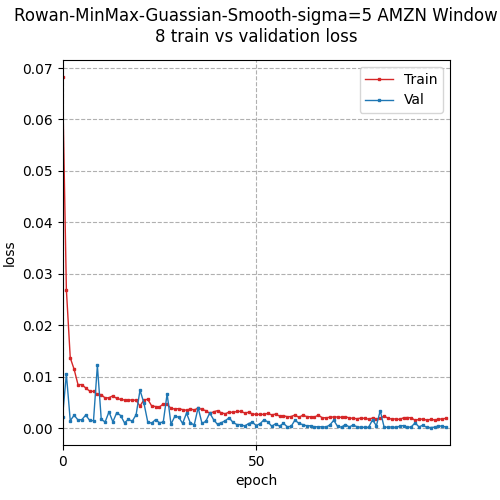 Rowan-MinMax-Guassian-Smooth-sigma=5 AMZN Window
8 train vs validation loss
0.07
Train
Val
0.06
0.05
0.04
loss
0.03
0.02
0.01
0.00
0
50
epoch